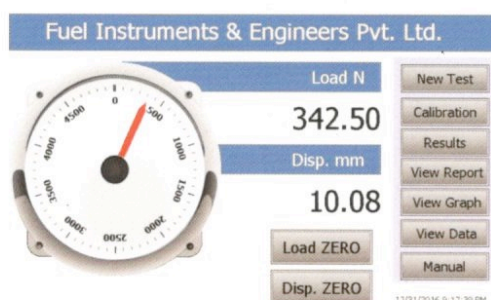 Fuel Instruments & Engineers Pvt. Ltd.
0
500
1000
1500
2000
2500
3000
3500
4000
4500
Load N
342.50
Disp. mm
10.08
Load ZERO
Disp. ZERO
New Test
Calibration
Results
View Report
View Graph
View Data
Manual